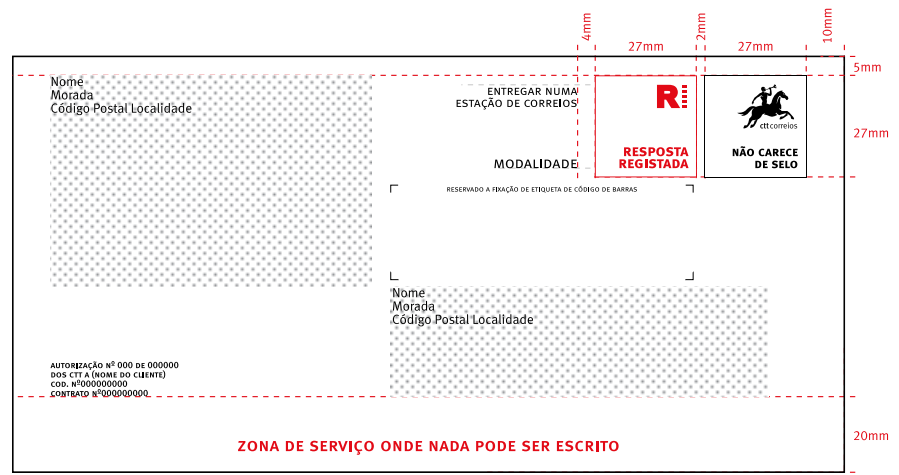 4mm
27mm
2mm
27mm
10mm
5mm
27mm
20mm
Nome
Morada
Código Postal Localidade
ENTREGAR NUMA
ESTAÇÃO DE CORREIOS
MODALIDADE
R
RESPOSTA
REGISTADA
ctt correios
NÃO CARECE
DE SELO
RESERVADO A FIXAÇÃO DE ETIQUETA DE CÓDIGO DE BARRAS
Nome
Morada
Código Postal Localidade
AUTORIZAÇÃO Nº 000 DE 000000
DOS CTT A (NOME DO CLIENTE)
COD. Nº000000000
CONTRATO Nº000000000
ZONA DE SERVIÇO ONDE NADA PODE SER ESCRITO